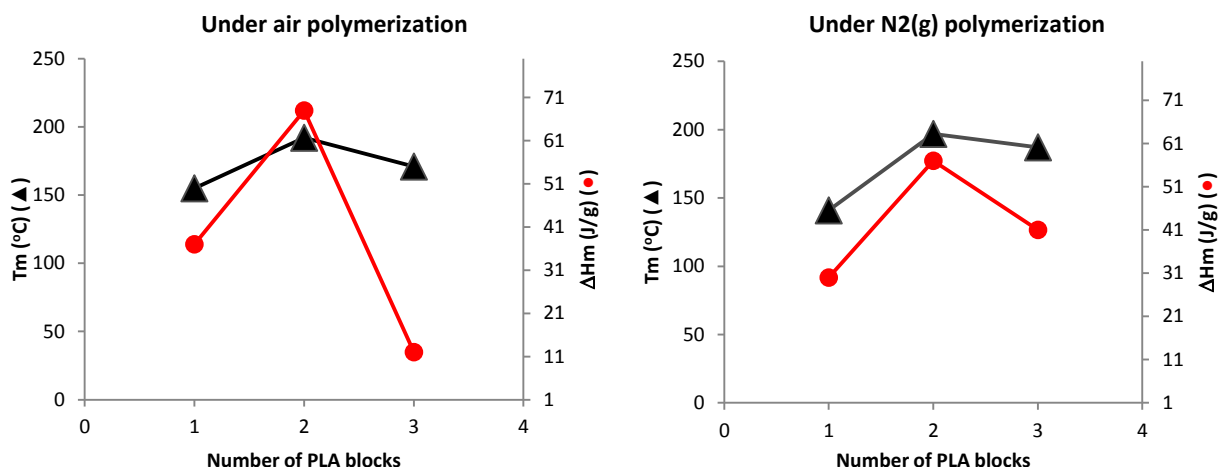 Under air polymerization
250
200
150
100
50
0
Tm (°C) (▲)
71
61
51
41
31
21
11
1
ΔHm (J/g) (●)
0 1 2 3 4
Number of PLA blocks
Under N2(g) polymerization
250
200
150
100
50
0
Tm (°C) (▲)
71
61
51
41
31
21
11
1
ΔHm (J/g) (●)
0 1 2 3 4
Number of PLA blocks